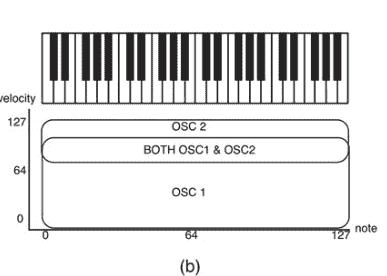 velocity
127
OSC 2
BOTH OSC1 & OSC2
64
OSC 1
0
0 64 127 note
(b)